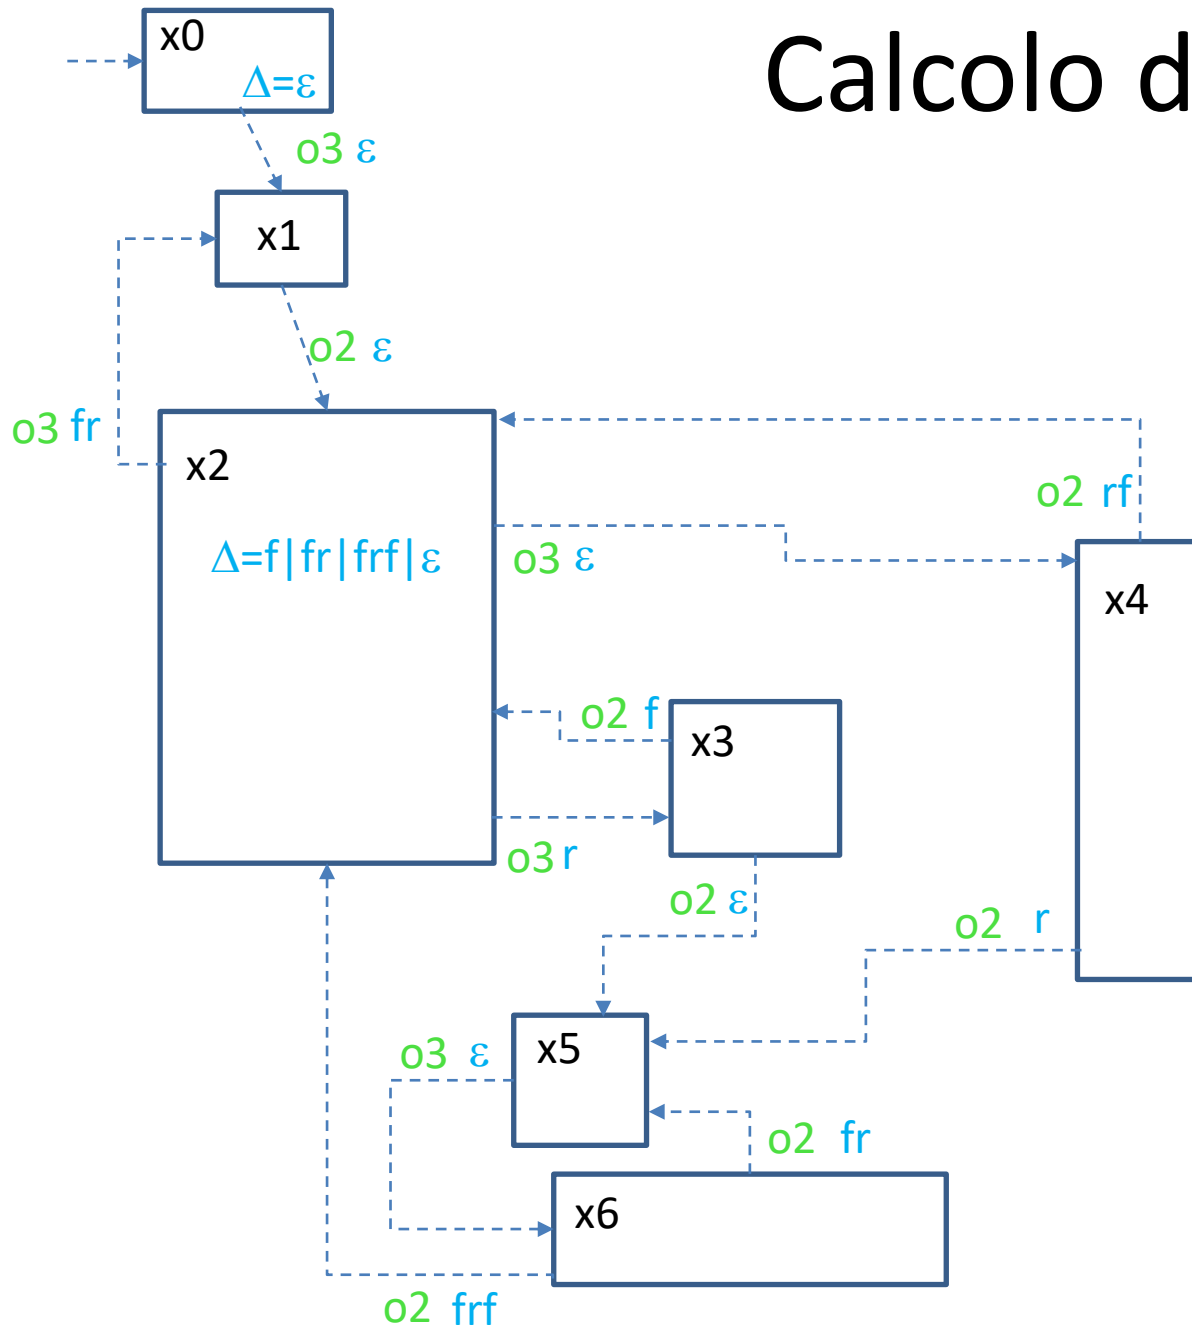 Calcolo d
x0
Δ=ε
o3 ε
x1
o2 ε
o3 fr
x2
Δ=f|fr|frf|ε
o2 rf
o3 ε
x4
o2 f
x3
o3 r
o2 ε
o2 r
o3 ε
x5
o2 fr
x6
o2 frf